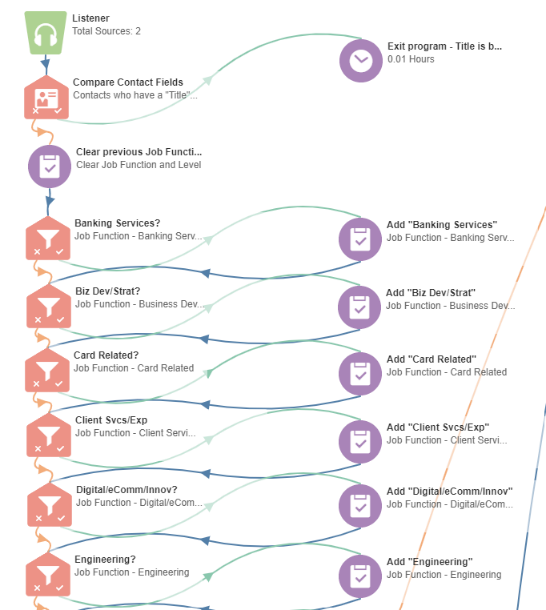 Listener
Total Sources: 2
Exit program - Title is b...
0.01 Hours
Compare Contact Fields
Contacts who have a "Title"...
Clear previous Job Functi...
Clear Job Function and Level
Banking Services?
Job Function - Banking Serv...
Add "Banking Services"
Job Function - Banking Serv...
Biz Dev/Strat?
Job Function - Business Dev...
Add "Biz Dev/Strat"
Job Function - Business Dev...
Card Related?
Job Function - Card Related
Add "Card Related"
Job Function - Card Related
Client Svcs/Exp
Job Function - Client Servi...
Add "Client Svcs/Exp"
Job Function - Client Servi...
Digital/eComm/Innov?
Job Function - Digital/eCom...
Add "Digital/eComm/Innov"
Job Function - Digital/eCom...
Engineering?
Job Function - Engineering
Add "Engineering"
Job Function - Engineering